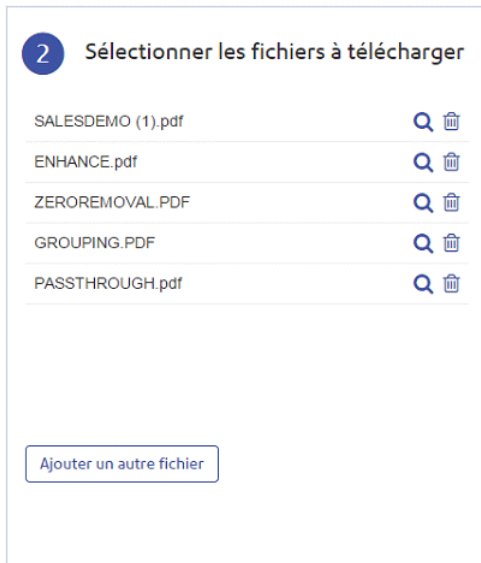 2 Sélectionner les fichiers à télécharger
SALESDEMO (1).pdf
ENHANCE.pdf
ZEROREMOVAL.PDF
GROUPING.PDF
PASSTHROUGH.pdf
Ajouter un autre fichier